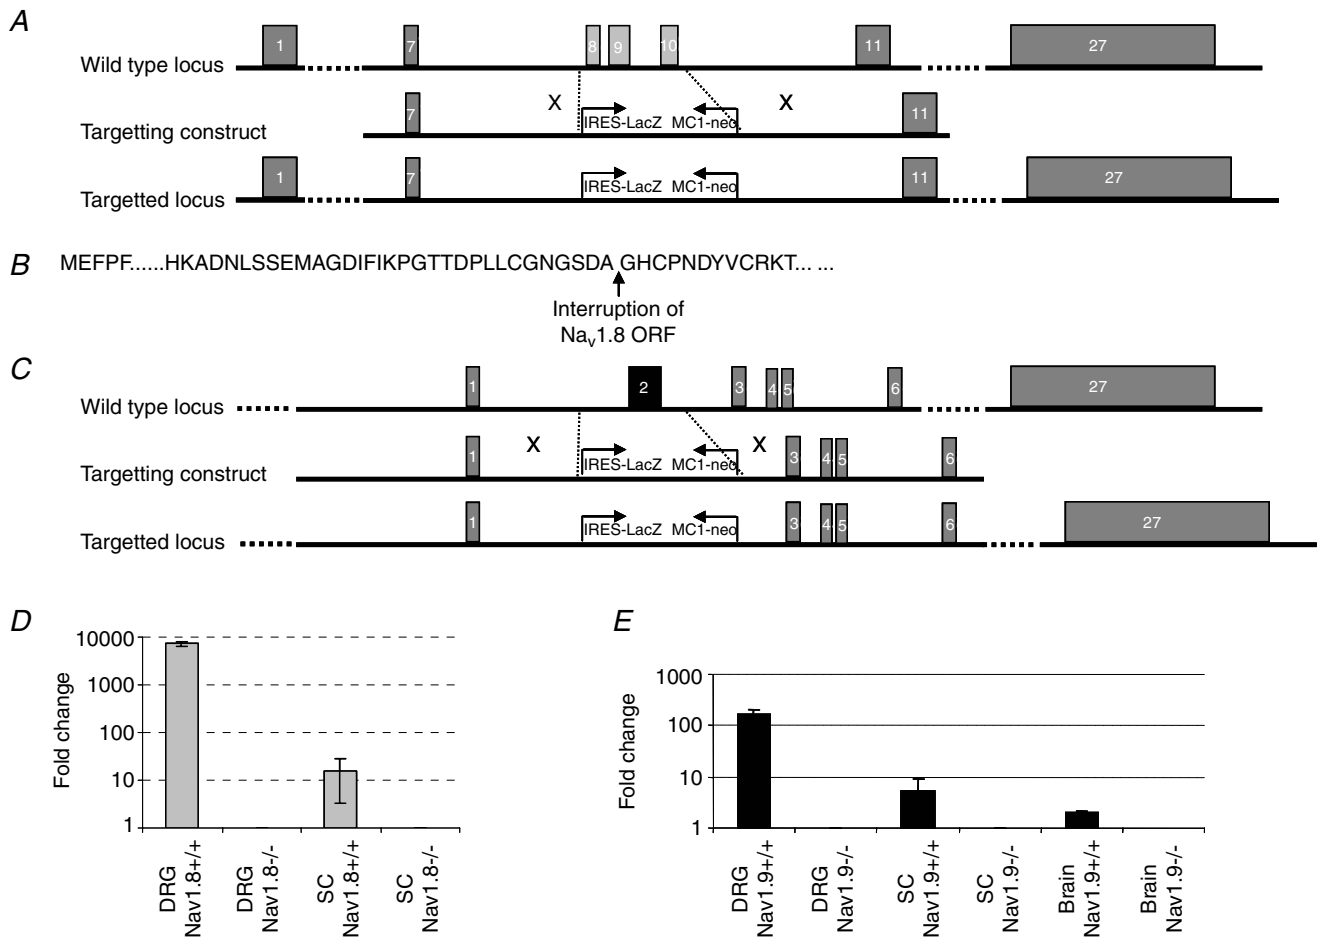 A
1 7 8 9 10 11 27
Wild type locus
X X
7 IRES-LacZ MC1-neo 11
Targetting construct
1 7 IRES-LacZ MC1-neo 11 27
Targetted locus
B MEFPF......HKADNLSSEMAGDIFIKPGTTDPLLCGNGSDA GHCPNDYVCRKT... ...
Interruption of
Nav1.8 ORF
C
1 2 3 4 5 6 27
Wild type locus
X X
1 IRES-LacZ MC1-neo 3 4 5 6
Targetting construct
1 IRES-LacZ MC1-neo 3 4 5 6 27
Targetted locus
D
Fold change
10000
1000
100
10
1
DRG
Nav1.8+/+
DRG
Nav1.8-/-
SC
Nav1.8+/+
SC
Nav1.8-/-
E
Fold change
1000
100
10
1
DRG
Nav1.9+/+
DRG
Nav1.9-/-
SC
Nav1.9+/+
SC
Nav1.9-/-
Brain
Nav1.9+/+
Brain
Nav1.9-/-